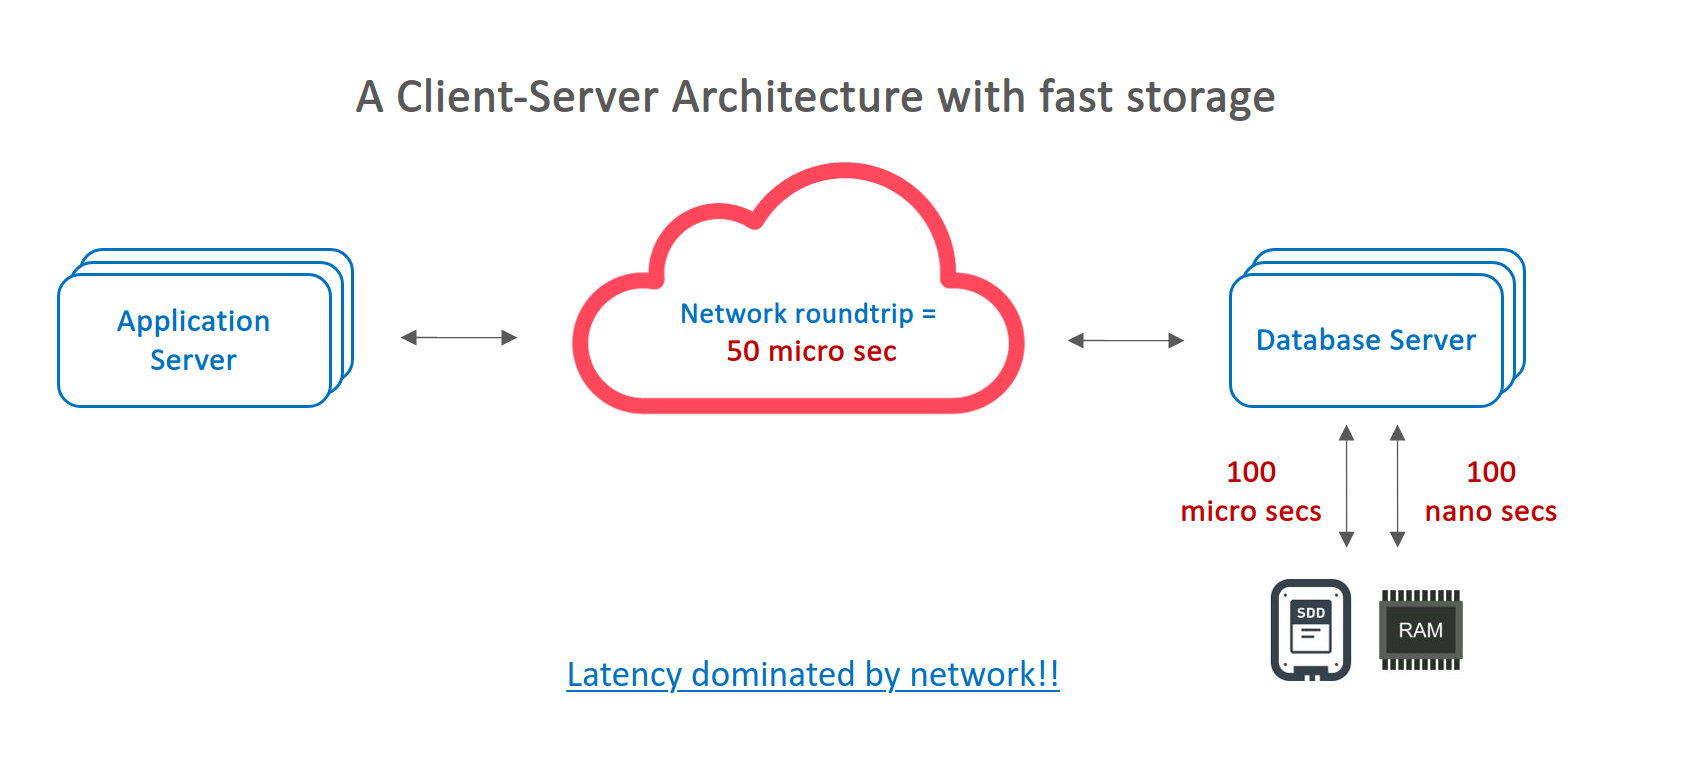 A Client-Server Architecture with fast storage
Application
Server
Network roundtrip =
50 micro sec
Database Server
100
micro secs
100
nano secs
SDD
RAM
Latency dominated by network!!